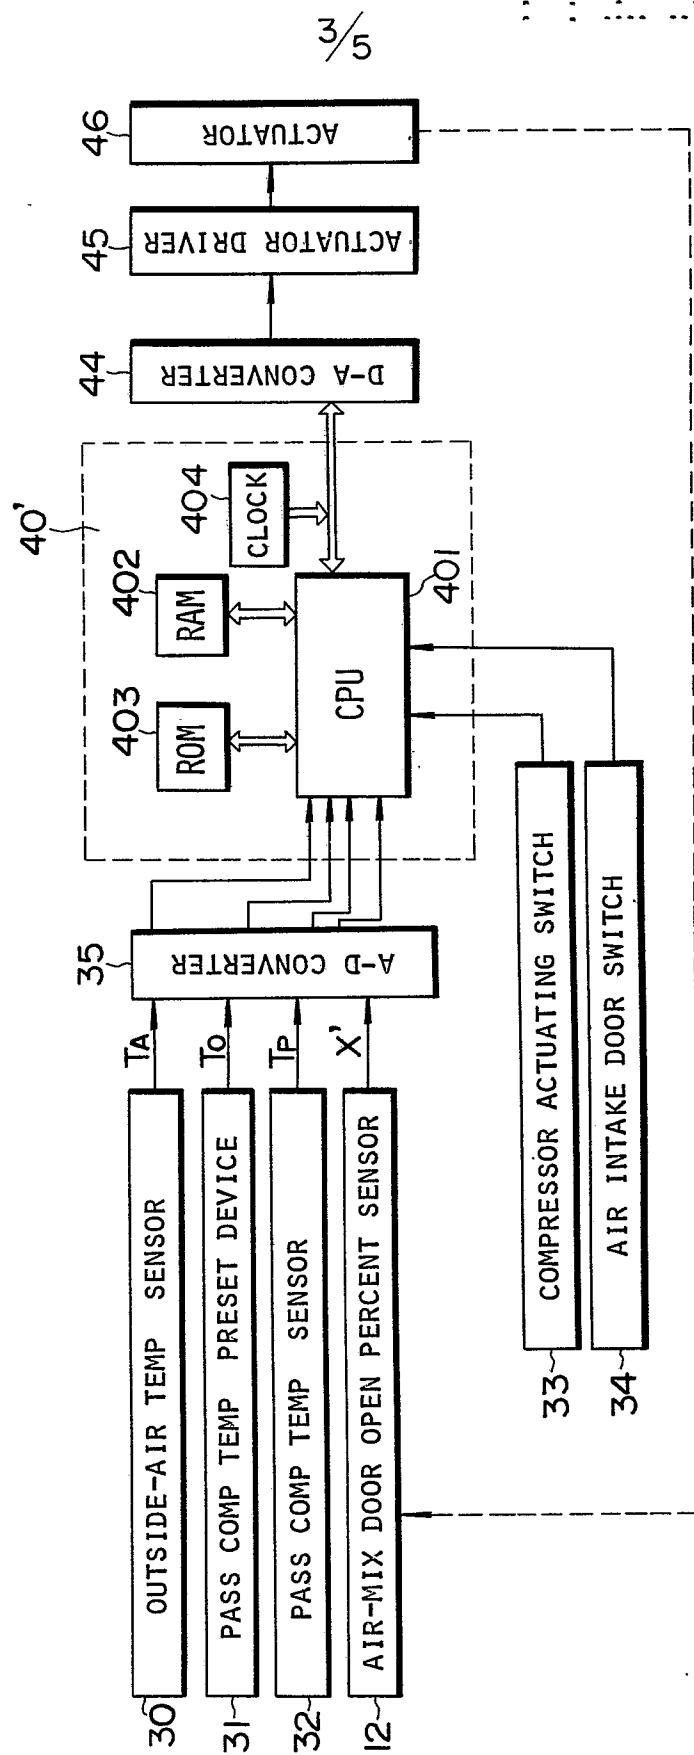 3/5
30
OUTSIDE-AIR TEMP SENSOR
TA
31
PASS COMP TEMP PRESET DEVICE
TO
32
PASS COMP TEMP SENSOR
TP
12
AIR-MIX DOOR OPEN PERCENT SENSOR
X'
35
A-D CONVERTER
40'
403
ROM
402
RAM
404
CLOCK
CPU
401
44
D-A CONVERTER
45
ACTUATOR DRIVER
46
ACTUATOR
33
COMPRESSOR ACTUATING SWITCH
34
AIR INTAKE DOOR SWITCH